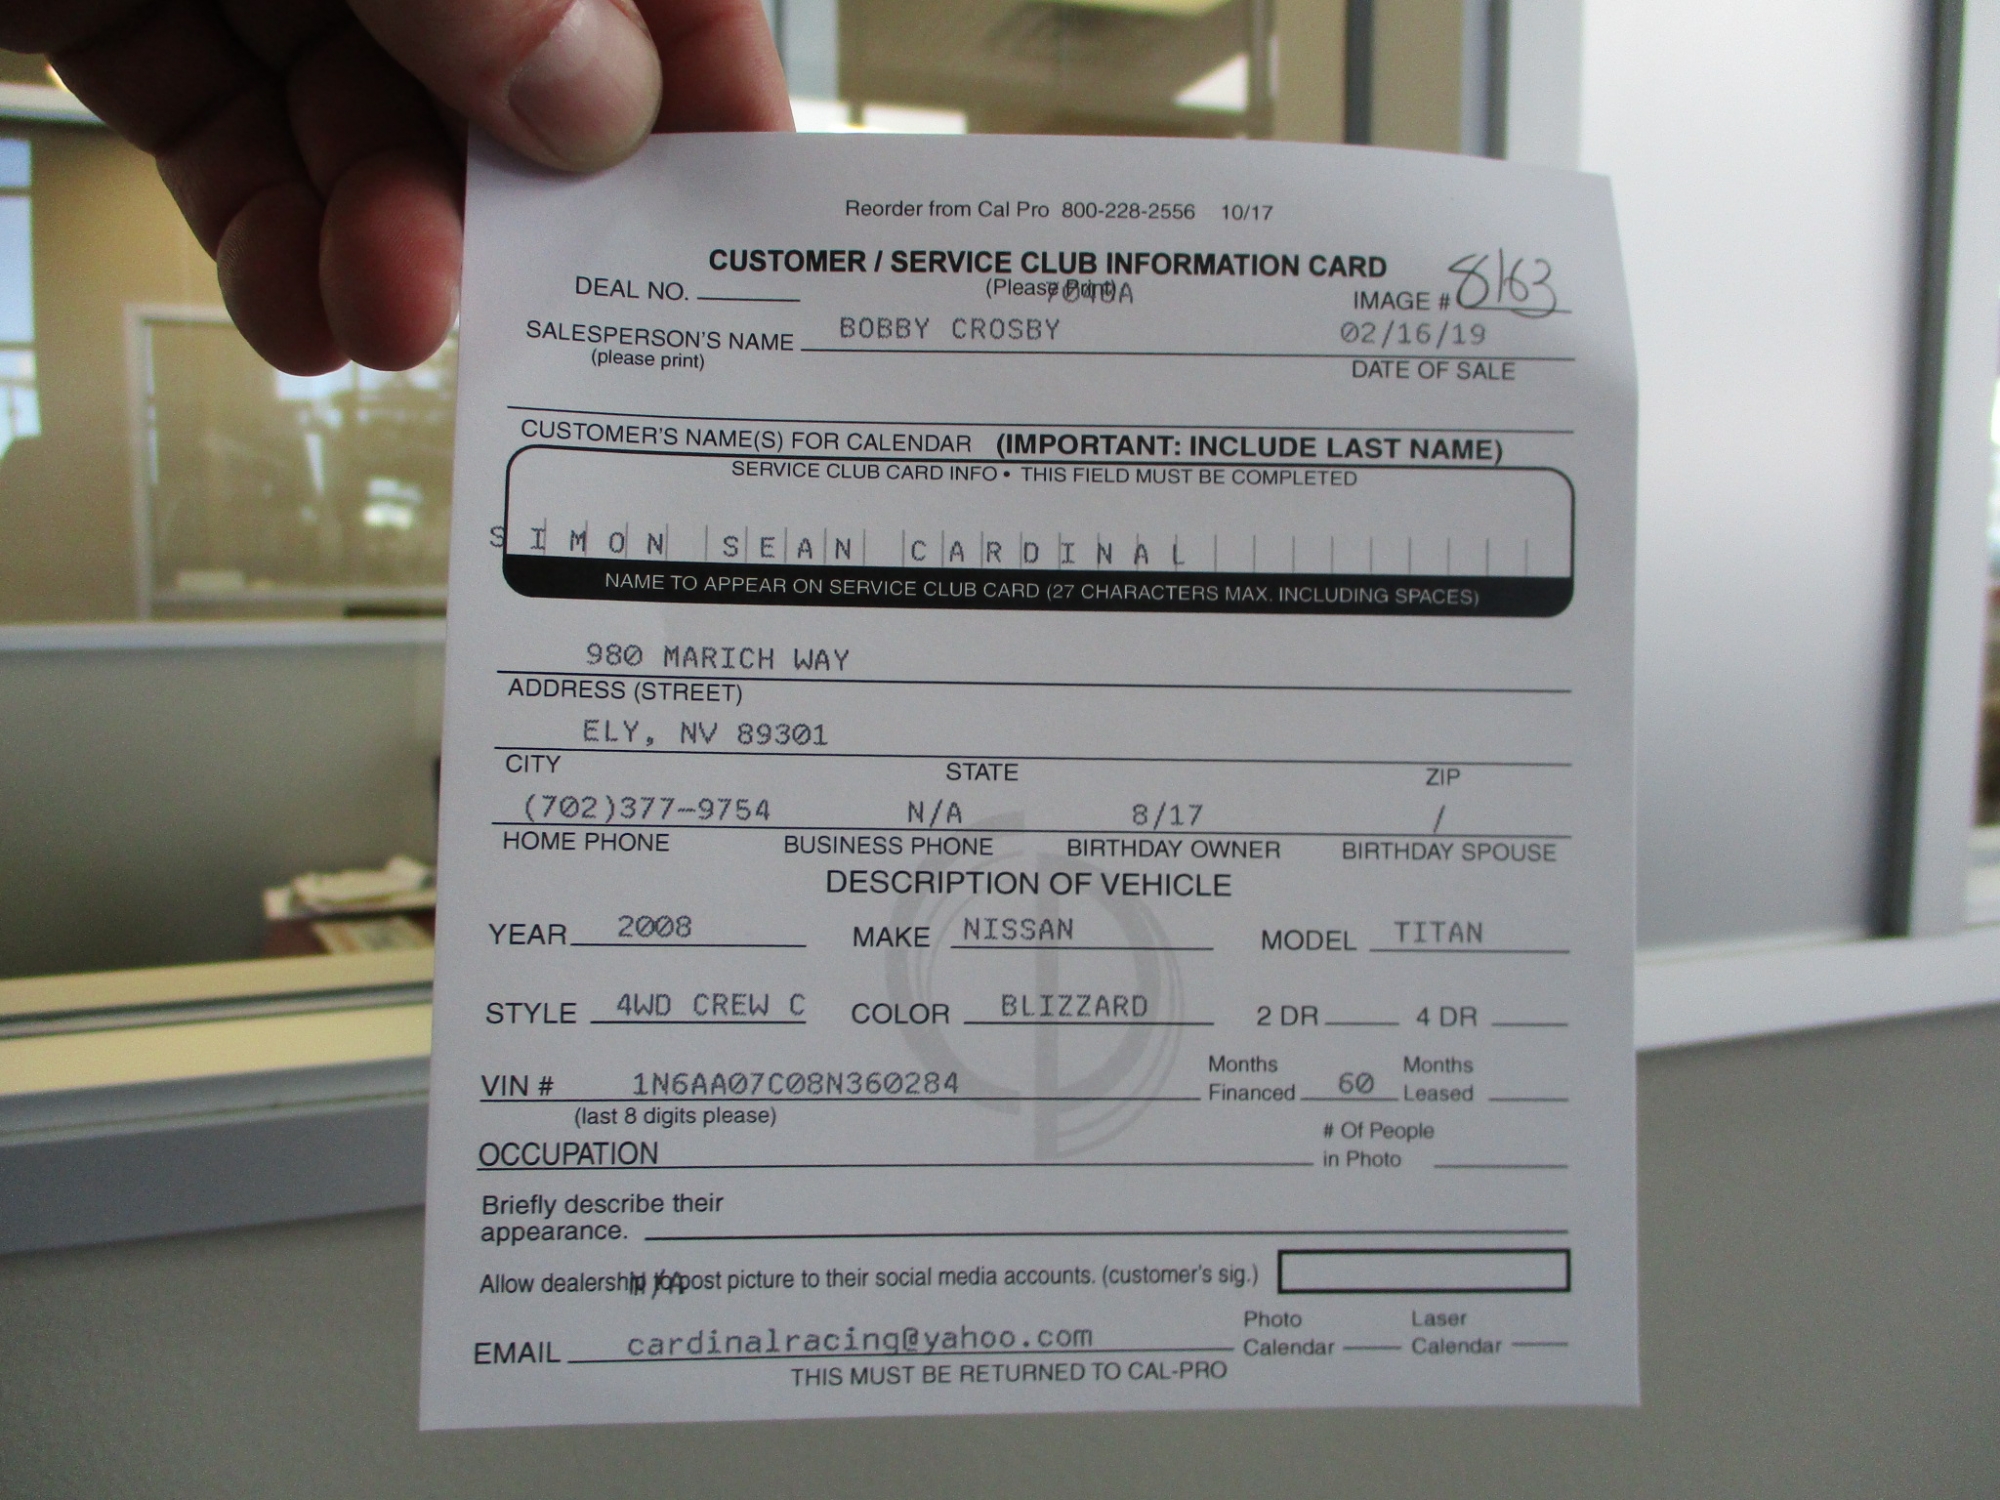 Reorder from Cal Pro 800-228-2556 10/17
CUSTOMER / SERVICE CLUB INFORMATION CARD
DEAL NO. (Please Print) IMAGE # 8163
SALESPERSON'S NAME BOBBY CROSBY 02/16/19
(please print) DATE OF SALE
CUSTOMER'S NAME(S) FOR CALENDAR (IMPORTANT: INCLUDE LAST NAME)
SERVICE CLUB CARD INFO • THIS FIELD MUST BE COMPLETED
SIMON SEAN CARDINAL
NAME TO APPEAR ON SERVICE CLUB CARD (27 CHARACTERS MAX. INCLUDING SPACES)
980 MARICH WAY
ADDRESS (STREET)
ELY, NV 89301
CITY STATE ZIP
(702)377-9754 N/A 8/17 /
HOME PHONE BUSINESS PHONE BIRTHDAY OWNER BIRTHDAY SPOUSE
DESCRIPTION OF VEHICLE
YEAR 2008 MAKE NISSAN MODEL TITAN
STYLE 4WD CREW C COLOR BLIZZARD 2 DR 4 DR
VIN # 1N6AA07C08N360284 Months Financed 60 Months Leased
(last 8 digits please)
OCCUPATION # Of People in Photo
Briefly describe their
appearance.
Allow dealership to post picture to their social media accounts. (customer's sig.)
N/A
EMAIL cardinalracing@yahoo.com Photo Calendar Laser Calendar
THIS MUST BE RETURNED TO CAL-PRO